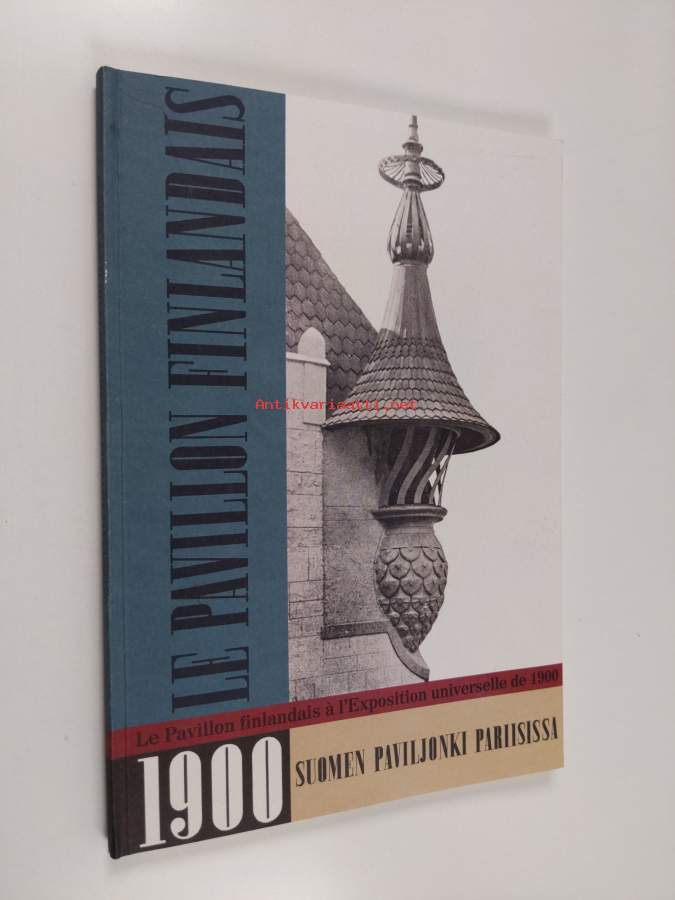 LE PAVILLON FINLANDAIS
Antikvariaatti.net
Le Pavillon finlandais à l'Exposition universelle de 1900
1900
SUOMEN PAVILJONKI PARIISISSA